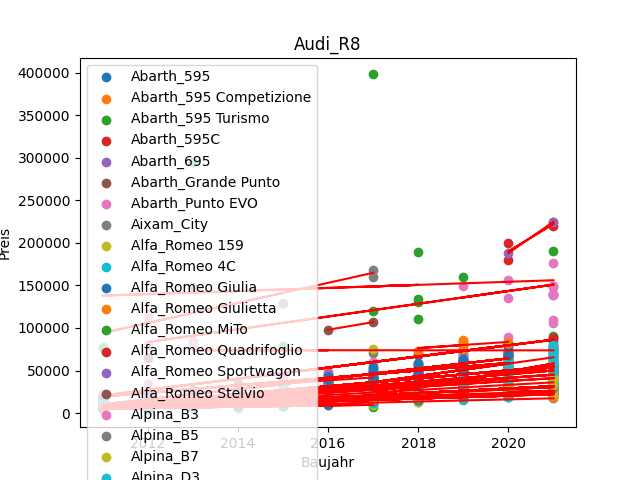 Audi_R8
400000
350000
300000
250000
200000
150000
100000
50000
0
Preis
Abarth_595
Abarth_595 Competizione
Abarth_595 Turismo
Abarth_595C
Abarth_695
Abarth_Grande Punto
Abarth_Punto EVO
Aixam_City
Alfa_Romeo 159
Alfa_Romeo 4C
Alfa_Romeo Giulia
Alfa_Romeo Giulietta
Alfa_Romeo MiTo
Alfa_Romeo Quadrifoglio
Alfa_Romeo Sportwagon
Alfa_Romeo Stelvio
Alpina_B3
Alpina_B5
Alpina_B7
Alpina_D3
2012 2014 2016 2018 2020
Baujahr